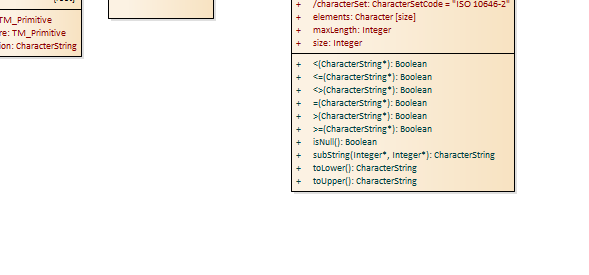 TM_Primitive
re: TM_Primitive
ion: CharacterString
+ /characterSet: CharacterSetCode = "ISO 10646-2"
+ elements: Character [size]
+ maxLength: Integer
+ size: Integer
+ <(CharacterString*): Boolean
+ <=(CharacterString*): Boolean
+ <>(CharacterString*): Boolean
+ =(CharacterString*): Boolean
+ >(CharacterString*): Boolean
+ >=(CharacterString*): Boolean
+ isNull(): Boolean
+ subString(Integer*, Integer*): CharacterString
+ toLower(): CharacterString
+ toUpper(): CharacterString